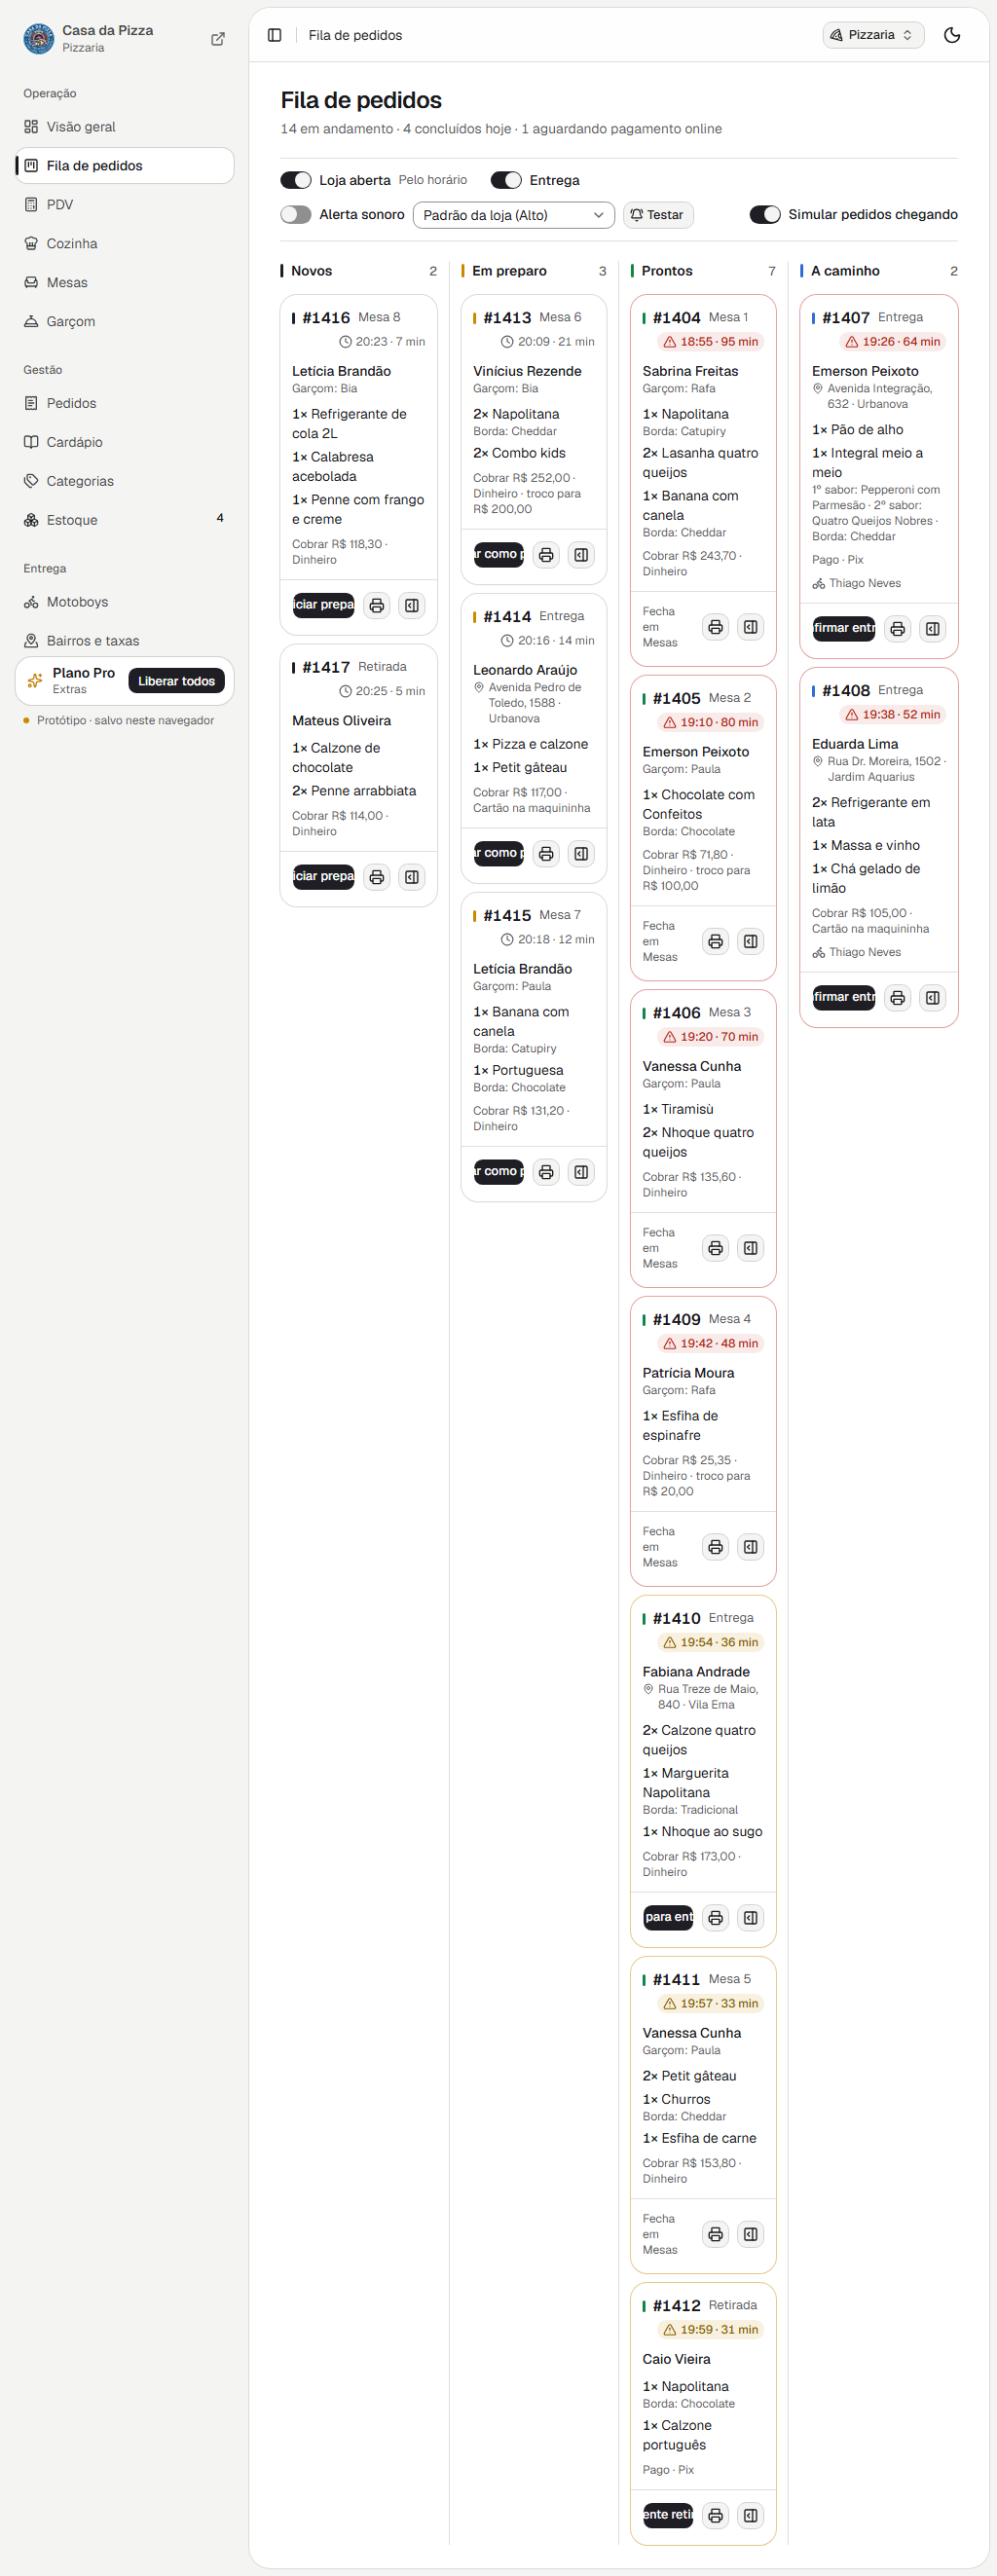 Casa da Pizza
Pizzaria
Operação
Visão geral
Fila de pedidos
PDV
Cozinha
Mesas
Garçom
Gestão
Pedidos
Cardápio
Categorias
Estoque 4
Entrega
Motoboys
Bairros e taxas
Plano Pro
Extras
Liberar todos
Protótipo · salvo neste navegador
Fila de pedidos
Pizzaria
Fila de pedidos
14 em andamento · 4 concluídos hoje · 1 aguardando pagamento online
Loja aberta Pelo horário Entrega
Alerta sonoro Padrão da loja (Alto) Testar Simular pedidos chegando
Novos 2
#1416 Mesa 8
20:23 · 7 min
Letícia Brandão
Garçom: Bia
1× Refrigerante de
cola 2L
1× Calabresa
acebolada
1× Penne com frango
e creme
Cobrar R$ 118,30 ·
Dinheiro
iciar prepa
#1417 Retirada
20:25 · 5 min
Mateus Oliveira
1× Calzone de
chocolate
2× Penne arrabbiata
Cobrar R$ 114,00 ·
Dinheiro
iciar prepa
Em preparo 3
#1413 Mesa 6
20:09 · 21 min
Vinícius Rezende
Garçom: Bia
2× Napolitana
Borda: Cheddar
2× Combo kids
Cobrar R$ 252,00 ·
Dinheiro · troco para
R$ 200,00
ar como p
#1414 Entrega
20:16 · 14 min
Leonardo Araújo
Avenida Pedro de
Toledo, 1588 ·
Urbanova
1× Pizza e calzone
1× Petit gâteau
Cobrar R$ 117,00 ·
Cartão na maquininha
ar como p
#1415 Mesa 7
20:18 · 12 min
Letícia Brandão
Garçom: Paula
1× Banana com
canela
Borda: Catupiry
1× Portuguesa
Borda: Chocolate
Cobrar R$ 131,20 ·
Dinheiro
ar como p
Prontos 7
#1404 Mesa 1
18:55 · 95 min
Sabrina Freitas
Garçom: Rafa
1× Napolitana
Borda: Catupiry
2× Lasanha quatro
queijos
1× Banana com
canela
Borda: Cheddar
Cobrar R$ 243,70 ·
Dinheiro
Fecha
em
Mesas
#1405 Mesa 2
19:10 · 80 min
Emerson Peixoto
Garçom: Paula
1× Chocolate com
Confeitos
Borda: Chocolate
Cobrar R$ 71,80 ·
Dinheiro · troco para
R$ 100,00
Fecha
em
Mesas
#1406 Mesa 3
19:20 · 70 min
Vanessa Cunha
Garçom: Paula
1× Tiramisù
2× Nhoque quatro
queijos
Cobrar R$ 135,60 ·
Dinheiro
Fecha
em
Mesas
#1409 Mesa 4
19:42 · 48 min
Patrícia Moura
Garçom: Rafa
1× Esfiha de
espinafre
Cobrar R$ 25,35 ·
Dinheiro · troco para
R$ 20,00
Fecha
em
Mesas
#1410 Entrega
19:54 · 36 min
Fabiana Andrade
Rua Treze de Maio,
840 · Vila Ema
2× Calzone quatro
queijos
1× Marguerita
Napolitana
Borda: Tradicional
1× Nhoque ao sugo
Cobrar R$ 173,00 ·
Dinheiro
para ent
#1411 Mesa 5
19:57 · 33 min
Vanessa Cunha
Garçom: Paula
2× Petit gâteau
1× Churros
Borda: Cheddar
1× Esfiha de carne
Cobrar R$ 153,80 ·
Dinheiro
Fecha
em
Mesas
#1412 Retirada
19:59 · 31 min
Caio Vieira
1× Napolitana
Borda: Chocolate
1× Calzone
português
Pago · Pix
ente retir
A caminho 2
#1407 Entrega
19:26 · 64 min
Emerson Peixoto
Avenida Integração,
632 · Urbanova
1× Pão de alho
1× Integral meio a
meio
1º sabor: Pepperoni com
Parmesão · 2º sabor:
Quatro Queijos Nobres ·
Borda: Cheddar
Pago · Pix
Thiago Neves
nfirmar entr
#1408 Entrega
19:38 · 52 min
Eduarda Lima
Rua Dr. Moreira, 1502 ·
Jardim Aquarius
2× Refrigerante em
lata
1× Massa e vinho
1× Chá gelado de
limão
Cobrar R$ 105,00 ·
Cartão na maquininha
Thiago Neves
nfirmar entr